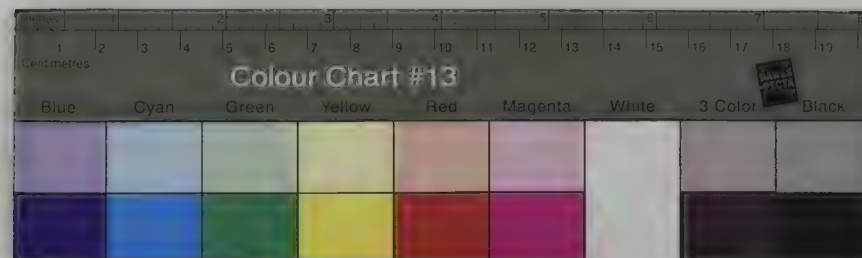 Inches 1 2 3 4 5 6 7 8
1 2 3 4 5 6 7 8 9 10 11 12 13 14 15 16 17 18 19
Centimetres
Colour Chart #13
Blue Cyan Green Yellow Red Magenta White 3 Color Black